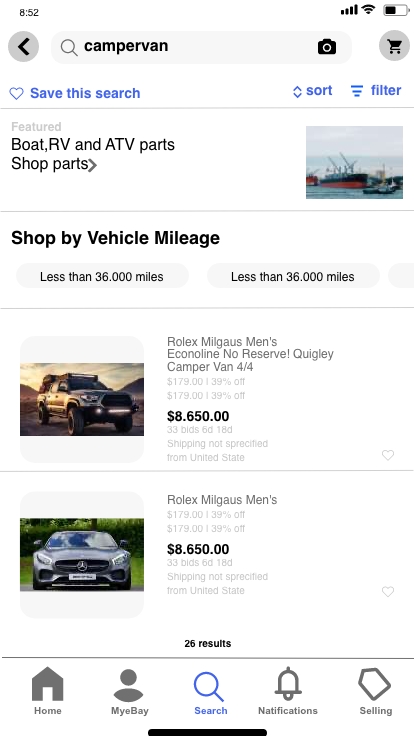 8:52
campervan
Save this search
sort
filter
Featured
Boat,RV and ATV parts
Shop parts
Shop by Vehicle Mileage
Less than 36.000 miles
Less than 36.000 miles
Rolex Milgaus Men's
Econoline No Reserve! Quigley
Camper Van 4/4
$179.00 I 39% off
$179.00 I 39% off
$8.650.00
33 bids 6d 18d
Shipping not sprecified
from United State
Rolex Milgaus Men's
$179.00 I 39% off
$179.00 I 39% off
$8.650.00
33 bids 6d 18d
Shipping not sprecified
from United State
26 results
Home
MyeBay
Search
Natifications
Selling